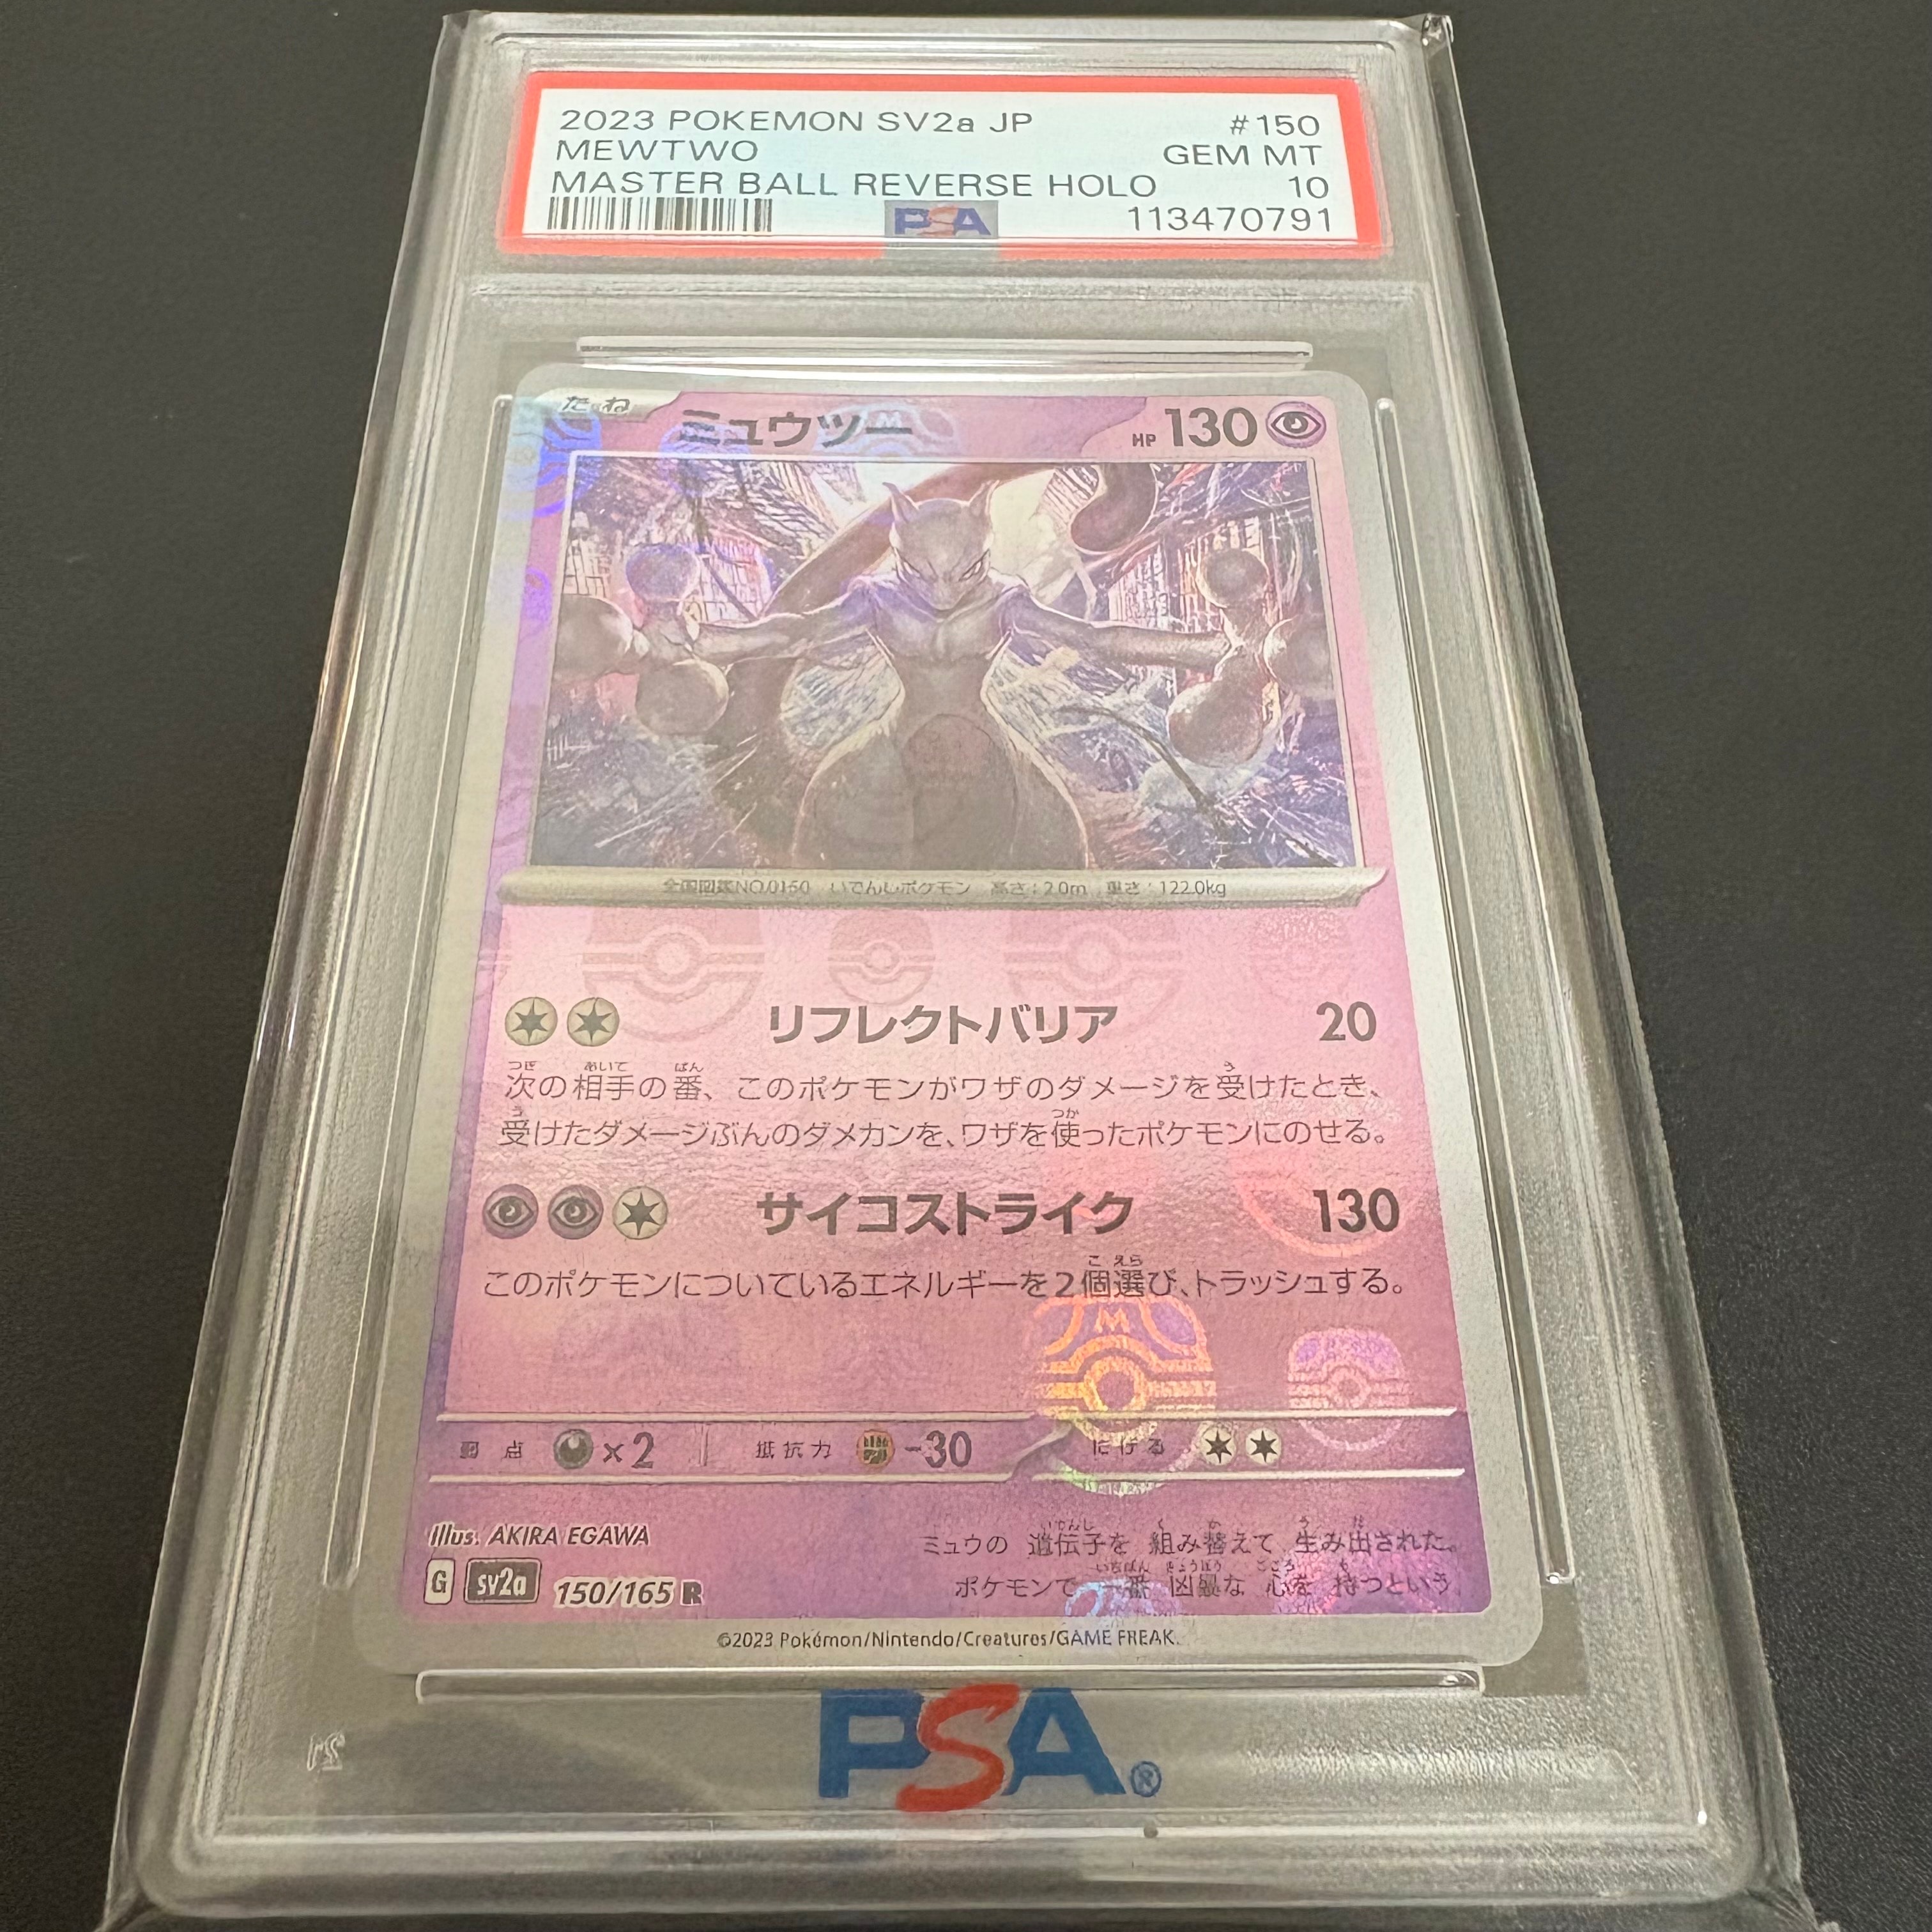 2023 POKEMON SV2a JP #150
MEWTWO GEM MT
MASTER BALL REVERSE HOLO 10
PSA 113470791
たね ミュウツー HP 130
全国図鑑NO.0150 いでんしポケモン 高さ:2.0m 重さ:122.0kg
リフレクトバリア 20
次の相手の番、このポケモンがワザのダメージを受けたとき、
受けたダメージぶんのダメカンを、ワザを使ったポケモンにのせる。
サイコストライク 130
このポケモンについているエネルギーを2個選び、トラッシュする。
弱点 ×2 抵抗力 -30 にげる
Illus. AKIRA EGAWA
ミュウの 遺伝子を 組み替えて 生み出された。
G sv2a 150/165 R
ポケモンで 一番 凶暴な 心を 持つという。
©2023 Pokémon/Nintendo/Creatures/GAME FREAK.
PSA®